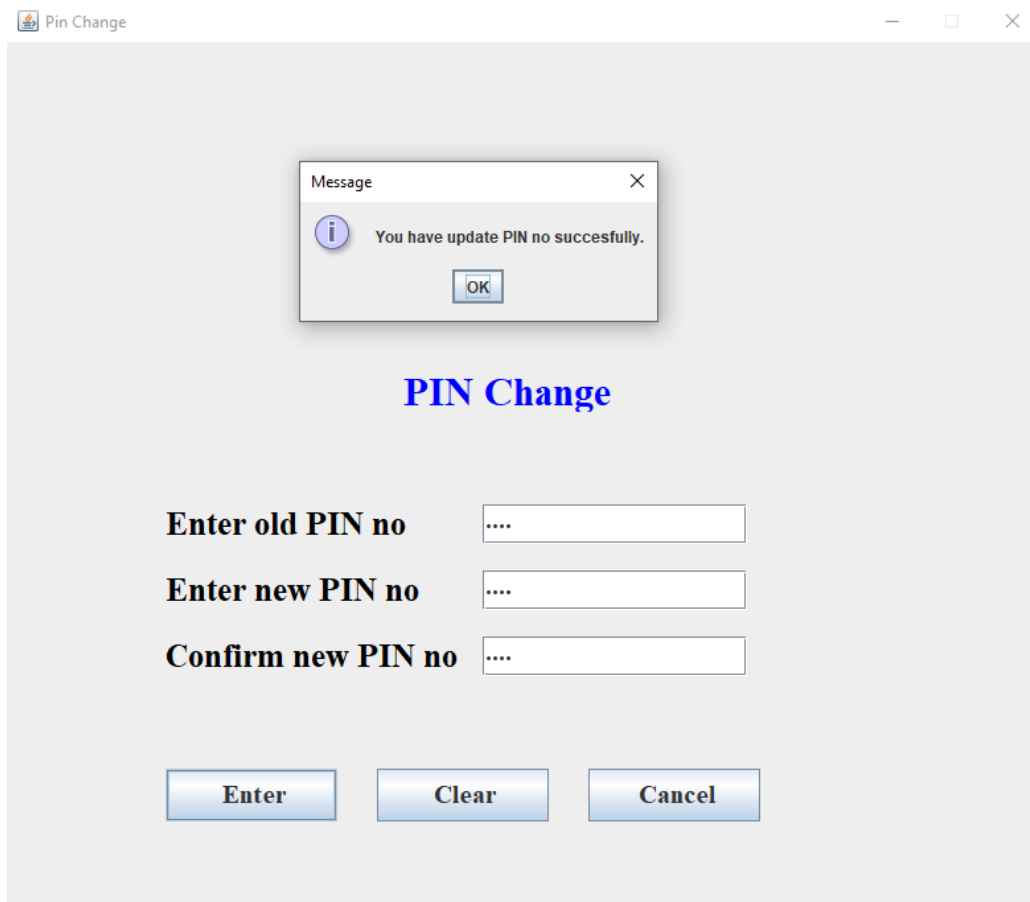 Pin Change
Message
You have update PIN no succesfully.
OK
PIN Change
Enter old PIN no ....
Enter new PIN no ....
Confirm new PIN no ....
Enter Clear Cancel